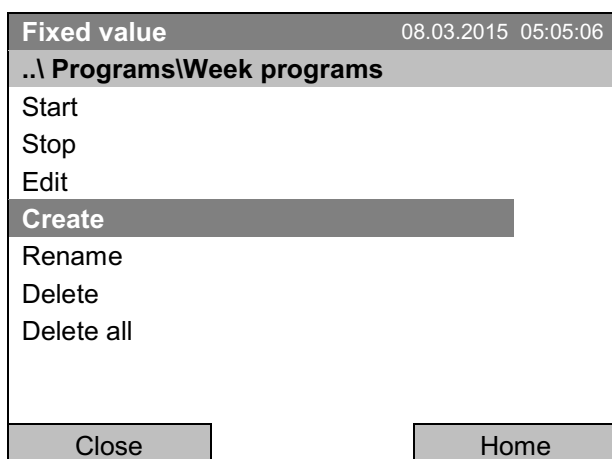 Fixed value 08.03.2015 05:05:06
..\ Programs\Week programs
Start
Stop
Edit
Create
Rename
Delete
Delete all
Close Home